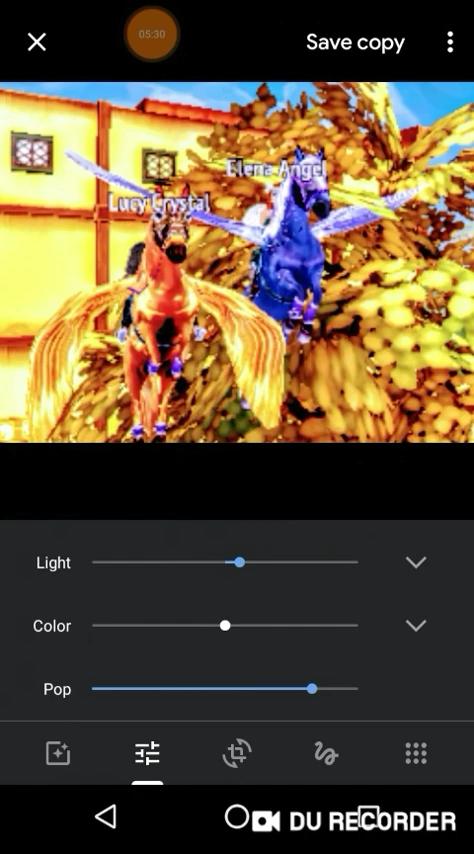 05:30
Save copy
Elena Angel
Lucy Crystal
Light
Color
Pop
DU RECORDER